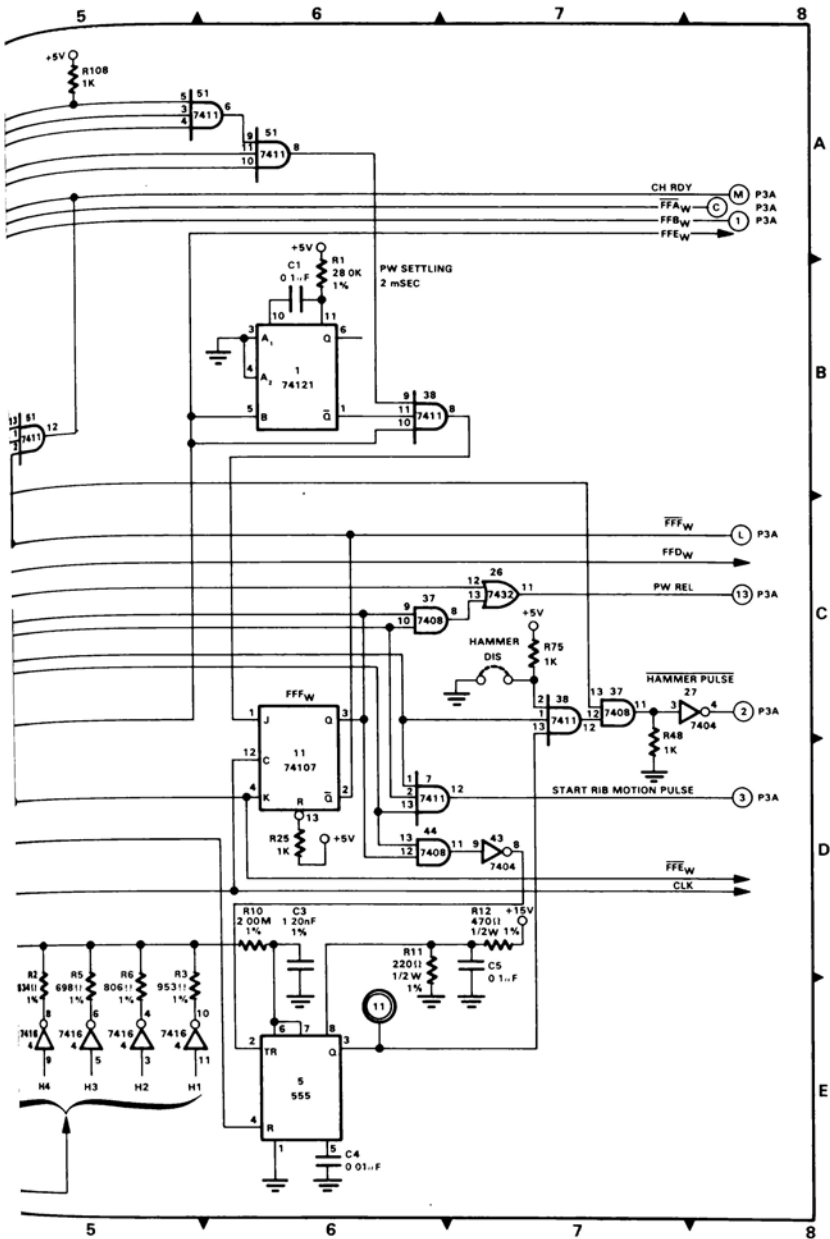 5 6 7 8
+5V
R108
1K
51
5
3
4
7411
6
51
9
11
10
7411
8
A
CH RDY M P3A
FFA W C P3A
FFB W 1 P3A
FFE W
+5V
R1
28 0K
1%
C1
PW SETTLING
2 mSEC
10 11
3 A1 Q 6
4 A2
1
74121
5 B Q 1
B
38
9
11
10
7411
8
13
1
2
51
7411
12
FFF W L P3A
FFD W
26
12
13
7432
11
PW REL 13 P3A
37
9
10
7408
8
C
+5V
R75
1K
HAMMER
DIS
38
2
1
13
7411
12
13 37
12
7408
11
HAMMER PULSE
27
3 4
7404
2 P3A
R48
1K
FFF W
1 J Q 3
12 C
11
74107
4 K Q 2
R
13
R25
1K
+5V
1 7
2
13
7411
12
START RIB MOTION PULSE 3 P3A
44
13
12
7408
11
43
9 8
7404
D
FFE W
CLK
R10
2 00M
1%
C3
1 20nF
1%
R12
470Ω
1/2W 1%
+15V
R11
220Ω
1/2 W
1%
C5
R2
1%
R5
698Ω
1%
R6
806Ω
1%
R3
953Ω
1%
8 6 4 10
7416
4
7416
4
7416
4
7416
4
9 5 3 11
H4 H3 H2 H1
11
6 7 8
2 TR Q 3
5
555
4 R
1 5
C4
E
5 6 7 8